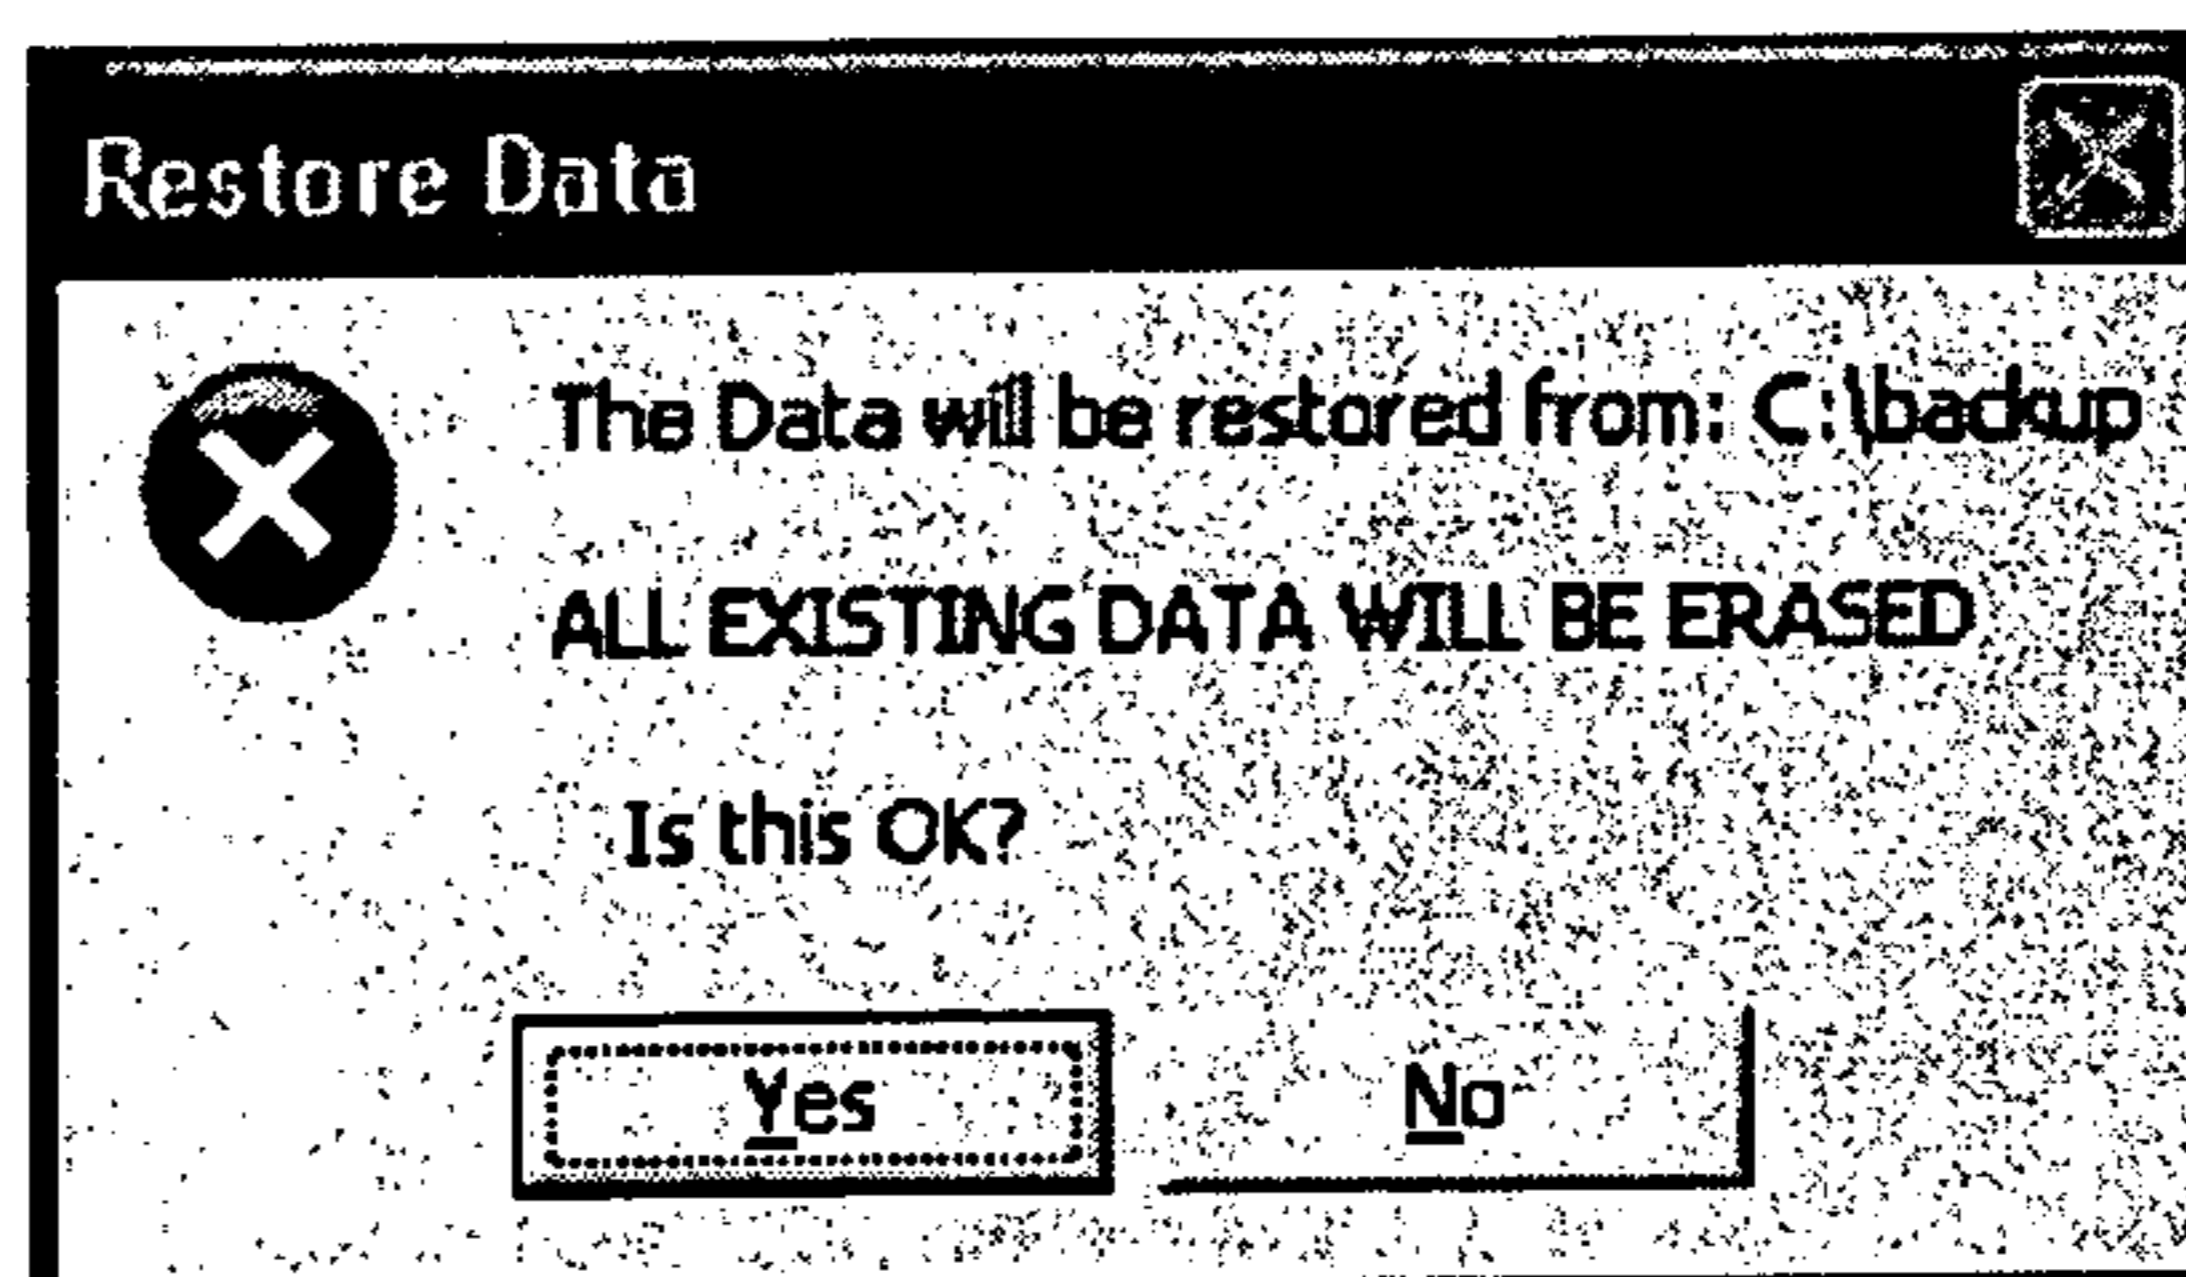 Restore Data
The Data will be restored from: C:\backup
ALL EXISTING DATA WILL BE ERASED
Is this OK?
Yes No